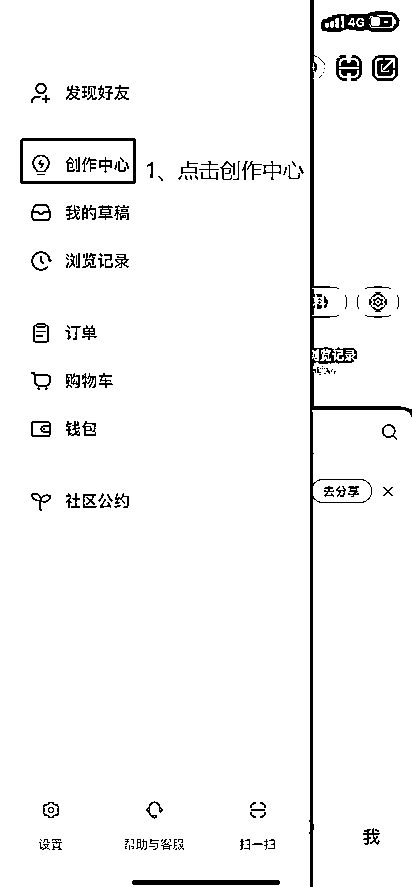 4G
发现好友
创作中心
1、点击创作中心
我的草稿
浏览记录
订单
浏览记录
购物车
钱包
去分享
社区公约
我
设置
帮助与客服
扫一扫